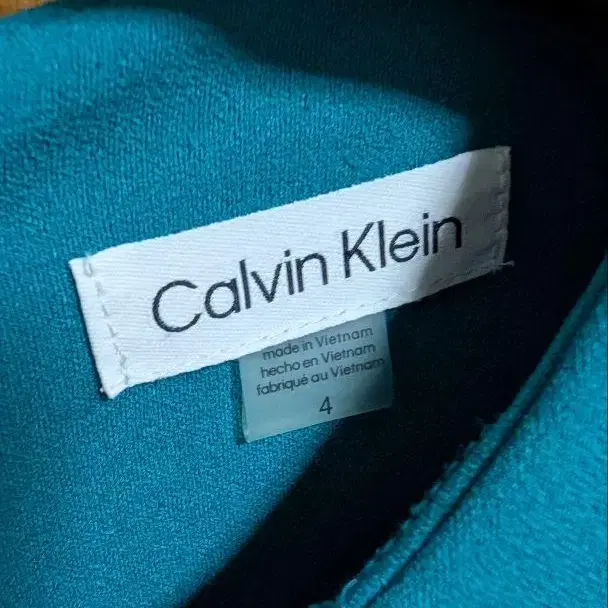 Calvin Klein
made in Vietnam
hecho en Vietnam
fabriqué au Vietnam
4